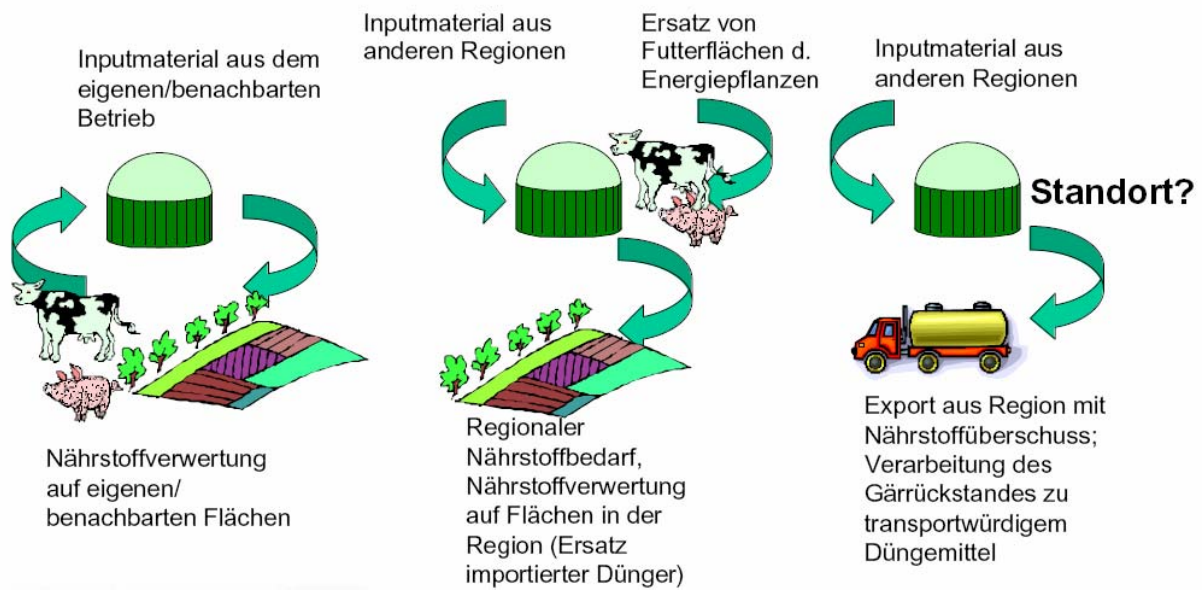 Inputmaterial aus dem
eigenen/benachbarten
Betrieb
Nährstoffverwertung
auf eigenen/
benachbarten Flächen
Inputmaterial aus
anderen Regionen
Ersatz von
Futterflächen d.
Energiepflanzen
Regionaler
Nährstoffbedarf,
Nährstoffverwertung
auf Flächen in der
Region (Ersatz
importierter Dünger)
Inputmaterial aus
anderen Regionen
Standort?
Export aus Region mit
Nährstoffüberschuss;
Verarbeitung des
Gärrückstandes zu
transportwürdigem
Düngemittel